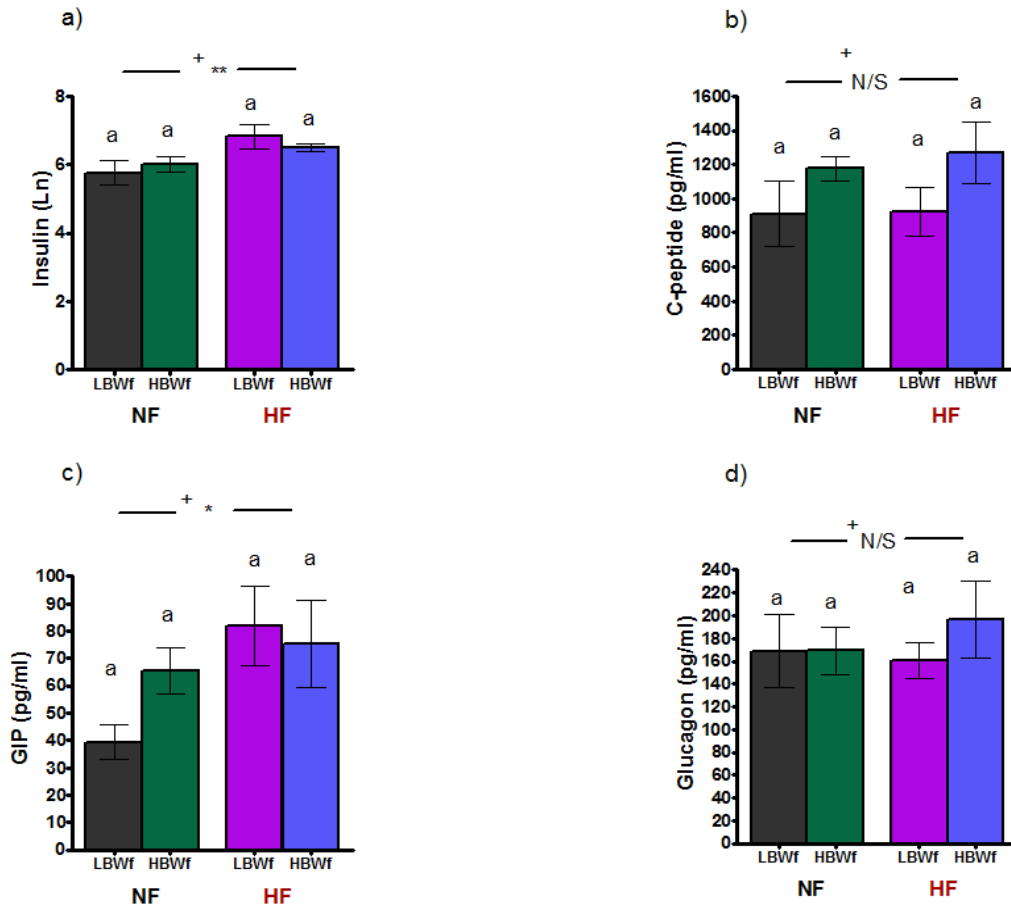 a)
+
**
a a a a
8
6
4
2
0
Insulin (Ln)
LBWf HBWf LBWf HBWf
NF HF
b)
+
N/S
a a a a
1600
1400
1200
1000
800
600
400
200
0
C-peptide (pg/ml)
LBWf HBWf LBWf HBWf
NF HF
c)
+
*
a a a a
100
90
80
70
60
50
40
30
20
10
0
GIP (pg/ml)
LBWf HBWf LBWf HBWf
NF HF
d)
+
N/S
a a a a
240
220
200
180
160
140
120
100
80
60
40
20
0
Glucagon (pg/ml)
LBWf HBWf LBWf HBWf
NF HF